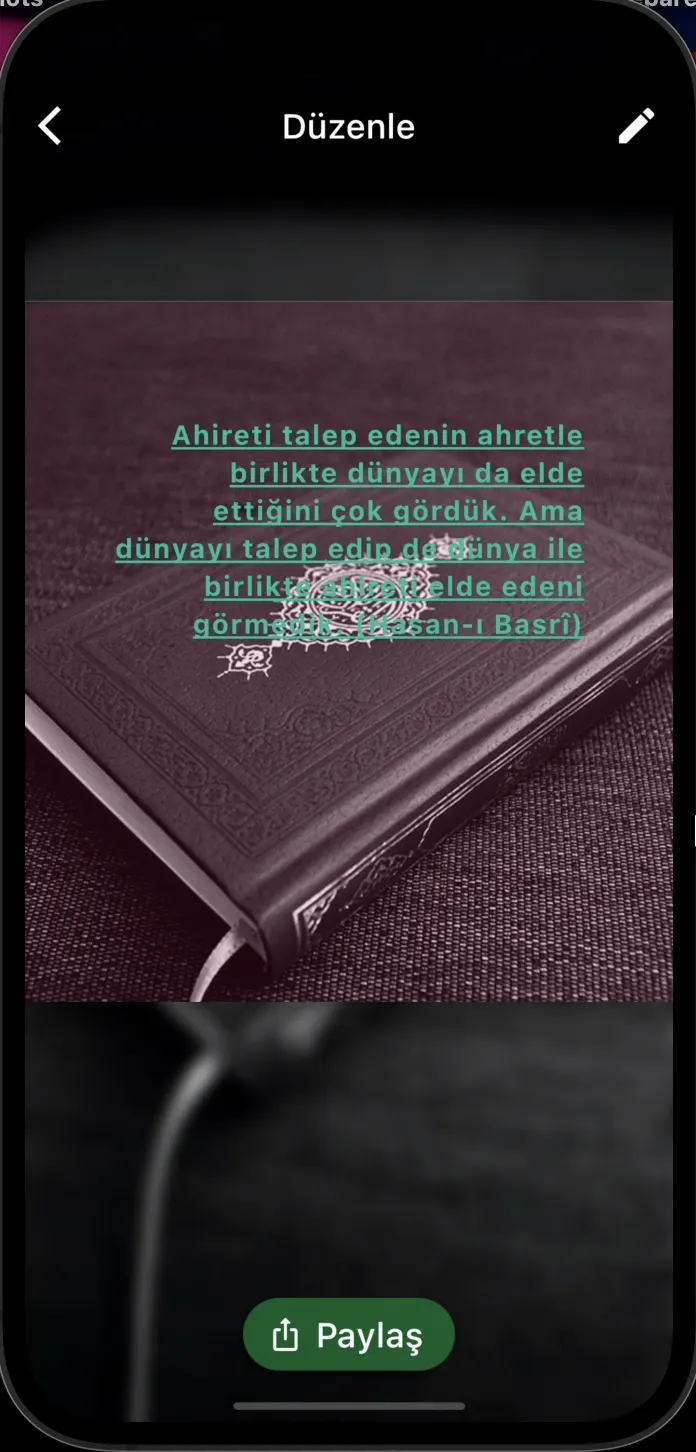 Düzenle
Ahireti talep edenin ahretle
birlikte dünyayı da elde
ettiğini çok gördük. Ama
dünyayı talep edip de dünya ile
birlikte ahireti elde edeni
görmedik. (Hasan-ı Basrî)
Paylaş